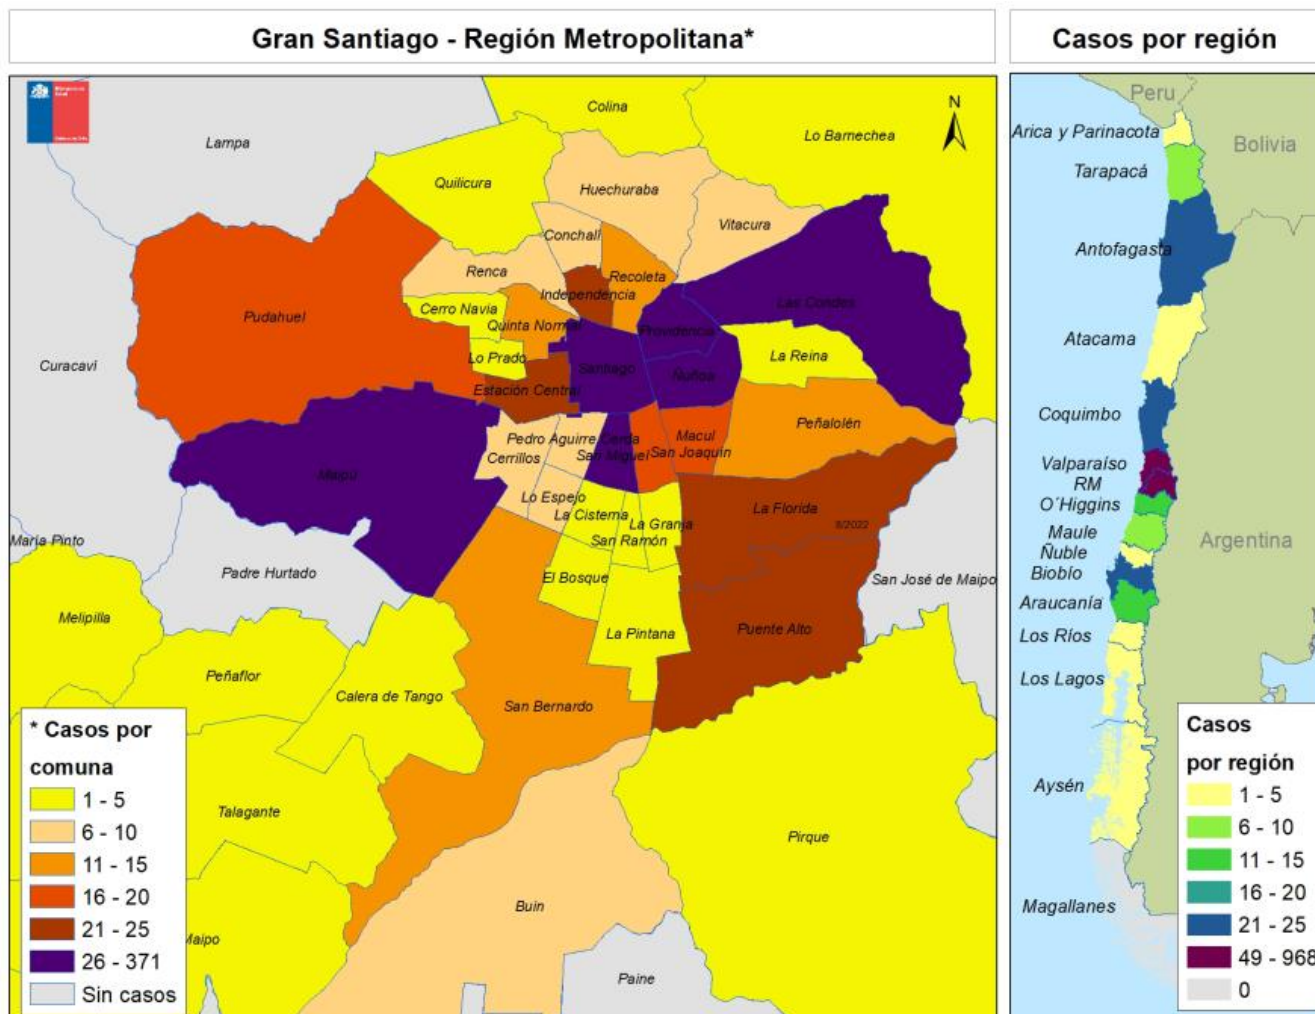 Gran Santiago - Región Metropolitana*
Casos por región
N
Colina
Lo Barnechea
Lampa
Quilicura
Huechuraba
Vitacura
Conchalí
Renca
Recoleta
Independencia
Las Condes
Cerro Navia
Pudahuel
Quinta Normal
Providencia
Curacaví
Lo Prado
La Reina
Santiago
Ñuñoa
Estación Central
Peñalolén
Macul
Pedro Aguirre Cerda
San Joaquín
San Miguel
Cerrillos
Maipú
Lo Espejo
La Florida
La Cisterna
La Granja
8/2022
San Ramón
María Pinto
Padre Hurtado
El Bosque
San José de Maipo
Melipilla
La Pintana
Puente Alto
Peñaflor
Calera de Tango
San Bernardo
Talagante
Pirque
Buin
Maipo
Paine
* Casos por
comuna
1 - 5
6 - 10
11 - 15
16 - 20
21 - 25
26 - 371
Sin casos
Peru
Arica y Parinacota
Bolivia
Tarapacá
Antofagasta
Atacama
Coquimbo
Valparaíso
RM
O´Higgins
Maule
Argentina
Ñuble
Biobío
Araucanía
Los Ríos
Los Lagos
Aysén
Magallanes
Casos
por región
1 - 5
6 - 10
11 - 15
16 - 20
21 - 25
49 - 968
0